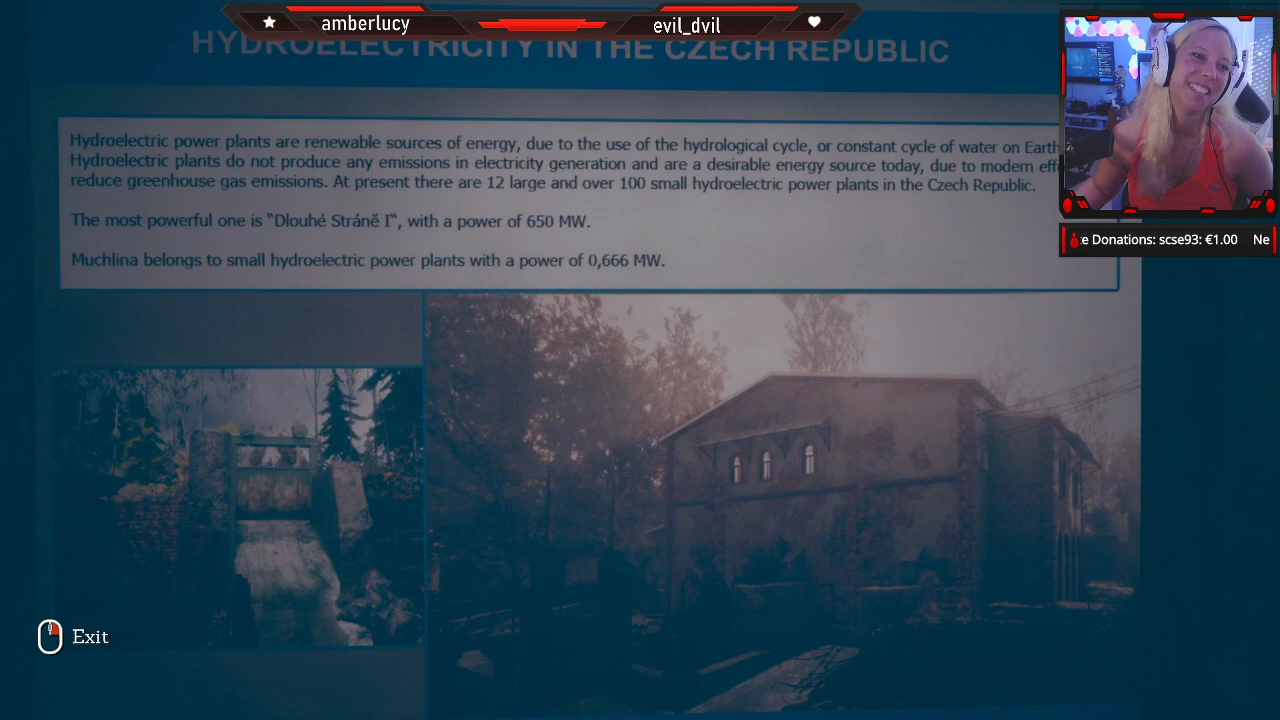 amberlucy
evil_dvil
HYDROELECTRICITY IN THE CZECH REPUBLIC
Hydroelectric power plants are renewable sources of energy, due to the use of the hydrological cycle, or constant cycle of water on Earth
Hydroelectric plants do not produce any emissions in electricity generation and are a desirable energy source today, due to modern eff
reduce greenhouse gas emissions. At present there are 12 large and over 100 small hydroelectric power plants in the Czech Republic.
The most powerful one is "Dlouhé Stráně I", with a power of 650 MW.
Muchlina belongs to small hydroelectric power plants with a power of 0,666 MW.
e Donations: scse93: €1.00 Ne
Exit